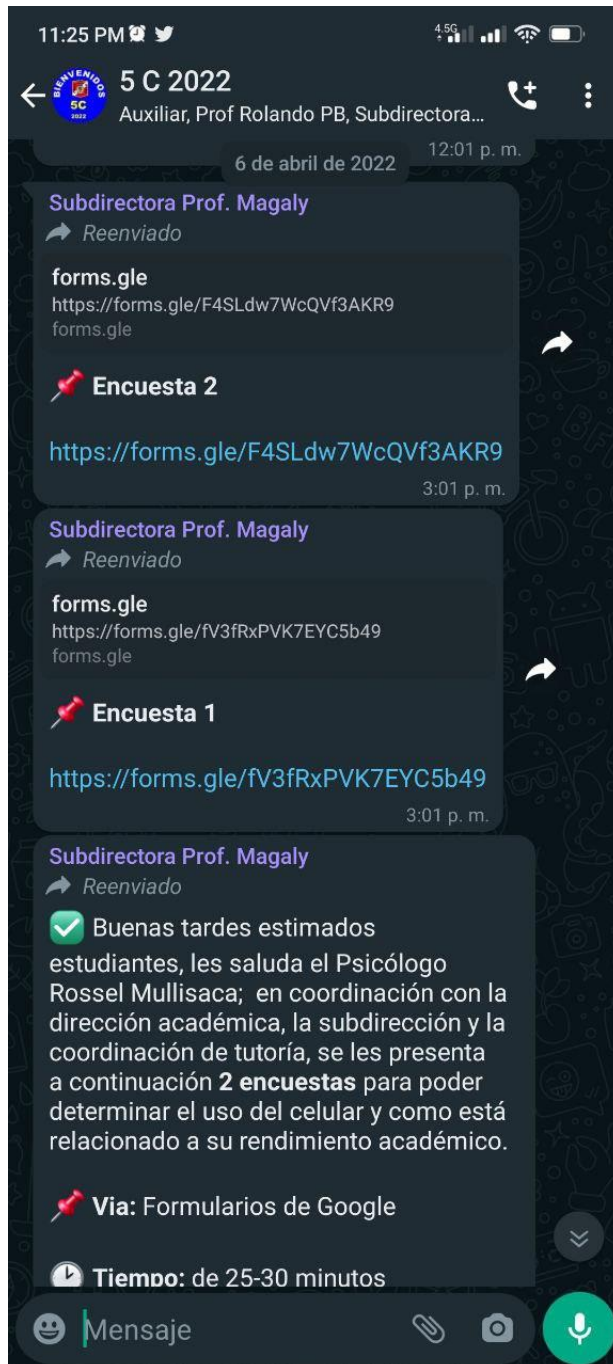 11:25 PM
4.5G
BIENVENIDOS
5C
2022
5 C 2022
Auxiliar, Prof Rolando PB, Subdirectora...
12:01 p. m.
6 de abril de 2022
Subdirectora Prof. Magaly
Reenviado
forms.gle
https://forms.gle/F4SLdw7WcQVf3AKR9
forms.gle
📌 Encuesta 2
https://forms.gle/F4SLdw7WcQVf3AKR9
3:01 p. m.
Subdirectora Prof. Magaly
Reenviado
forms.gle
https://forms.gle/fV3fRxPVK7EYC5b49
forms.gle
📌 Encuesta 1
https://forms.gle/fV3fRxPVK7EYC5b49
3:01 p. m.
Subdirectora Prof. Magaly
Reenviado
✅ Buenas tardes estimados
estudiantes, les saluda el Psicólogo
Rossel Mullisaca;  en coordinación con la
dirección académica, la subdirección y la
coordinación de tutoría, se les presenta
a continuación 2 encuestas para poder
determinar el uso del celular y como está
relacionado a su rendimiento académico.
📌 Via: Formularios de Google
🕐 Tiempo: de 25-30 minutos
Mensaje